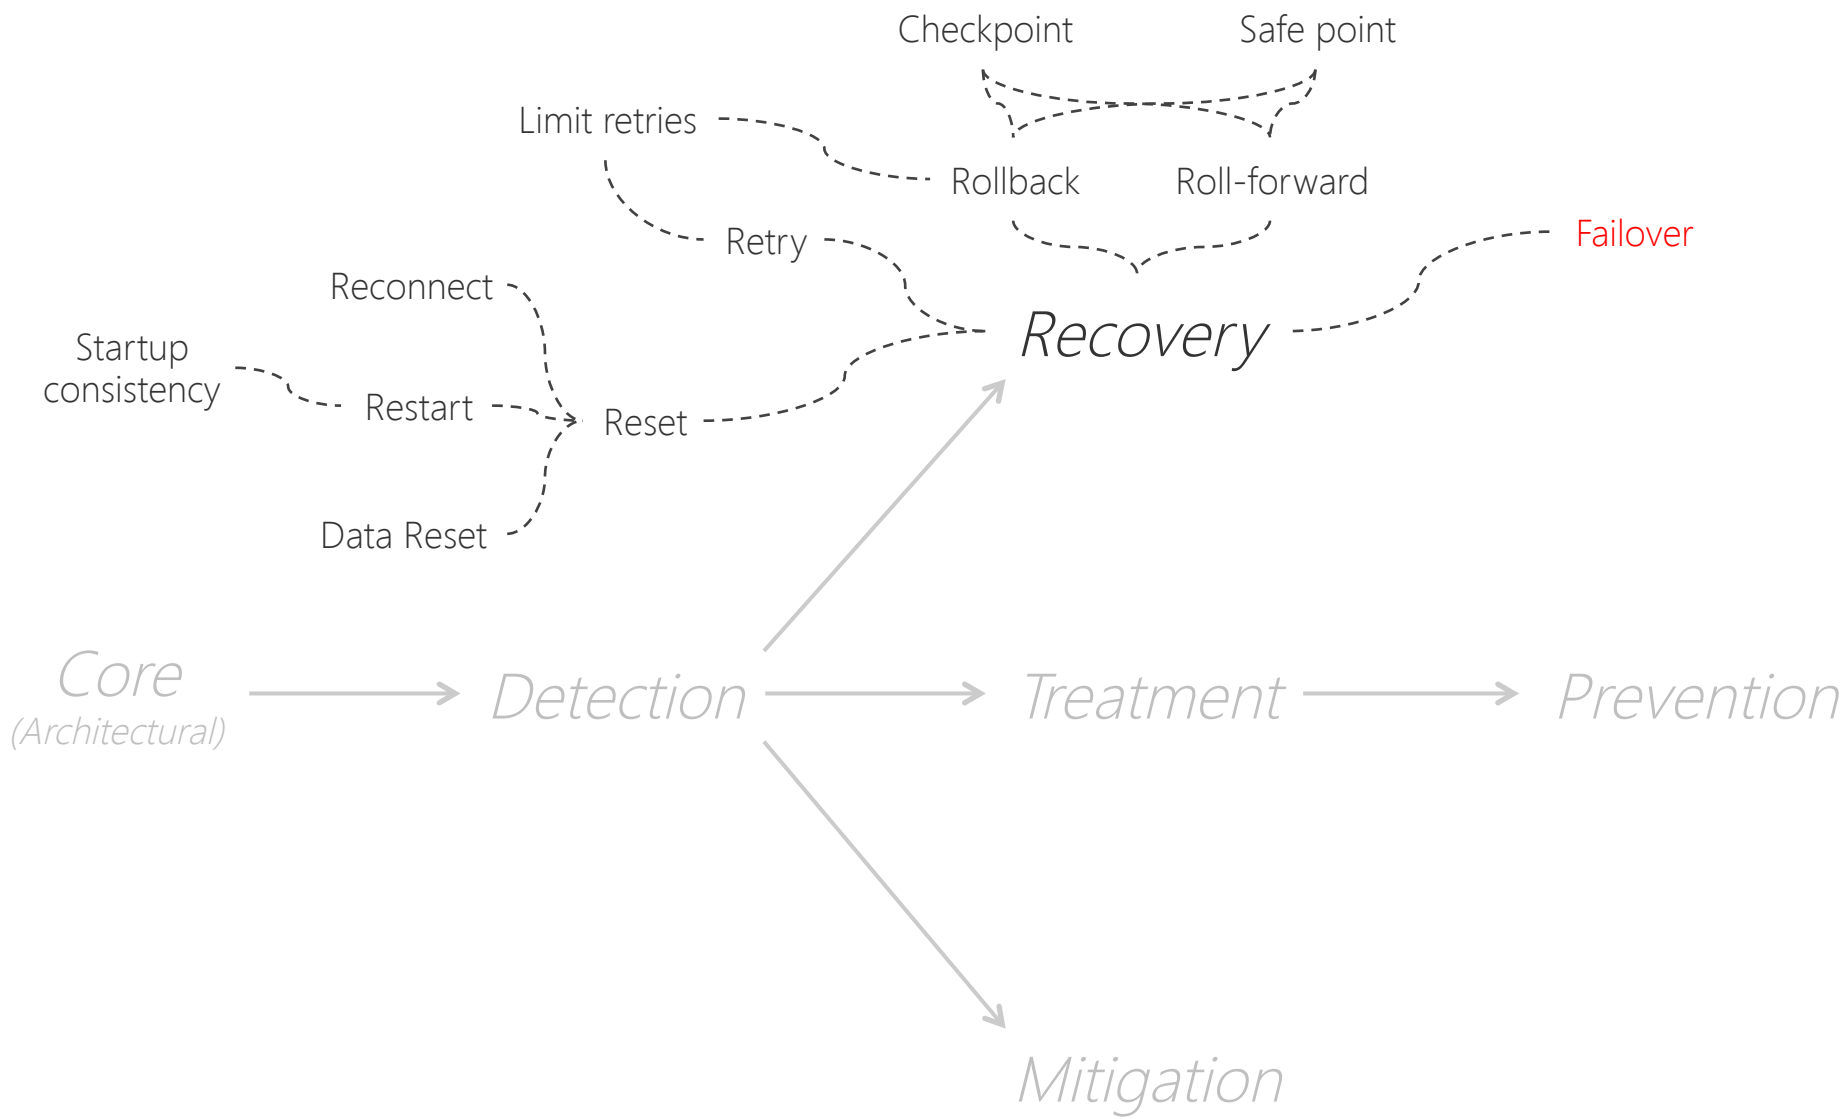 Checkpoint
Safe point
Limit retries
Rollback
Roll-forward
Failover
Retry
Reconnect
Recovery
Startup
consistency
Restart
Reset
Data Reset
Core
(Architectural)
Detection
Treatment
Prevention
Mitigation